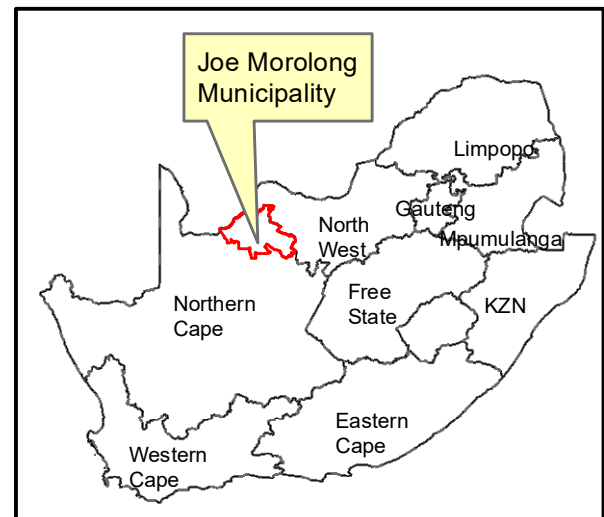 Joe Morolong
Municipality
Limpopo
Gauteng
North
West
Mpumulanga
Northern
Cape
Free
State
KZN
Eastern
Cape
Western
Cape